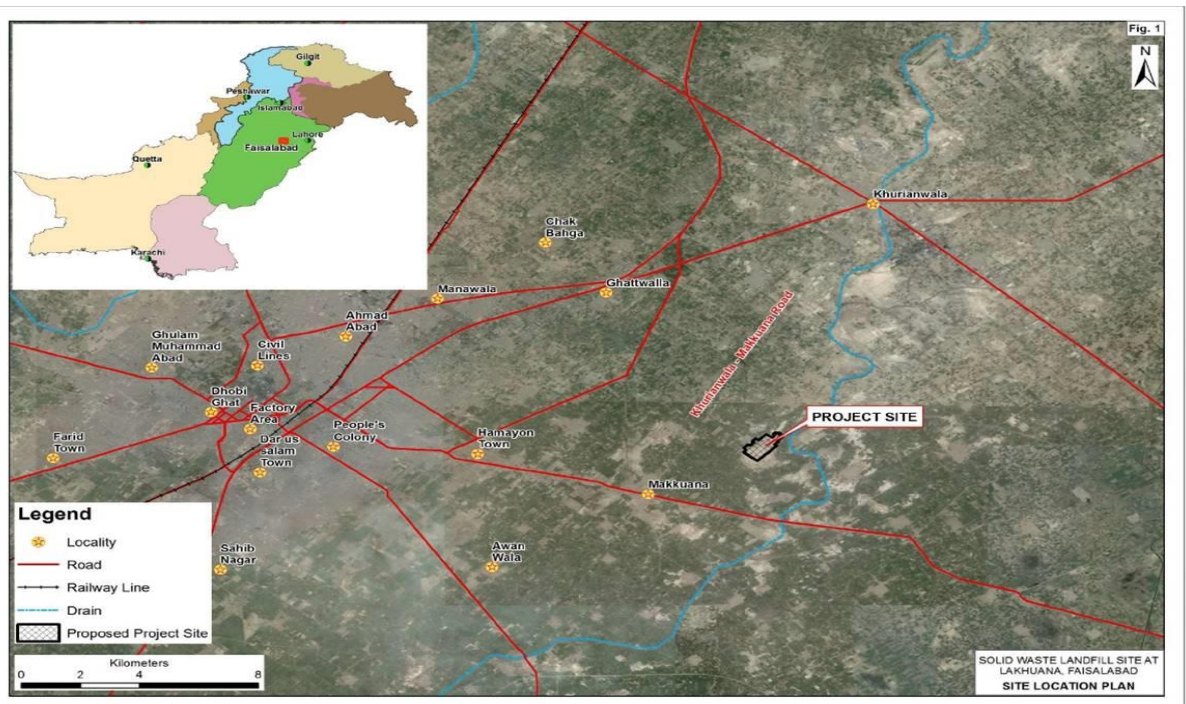 Fig. 1
N
Gilgit
Peshawar
Islamabad
Lahore
Faisalabad
Quetta
Karachi
Khurianwala
Chak
Bahga
Ghattwalla
Manawala
Ahmad
Abad
Ghulam
Muhammad
Abad
Civil
Lines
Khurianwala - Makkuana Road
Dhobi
Ghat
Factory
Area
PROJECT SITE
People's
Colony
Hamayon
Town
Farid
Town
Dar us
salam
Town
Makkuana
Awan
Wala
Sahib
Nagar
Legend
Locality
Road
Railway Line
Drain
Proposed Project Site
Kilometers
0 2 4 8
SOLID WASTE LANDFILL SITE AT
LAKHUANA, FAISALABAD
SITE LOCATION PLAN